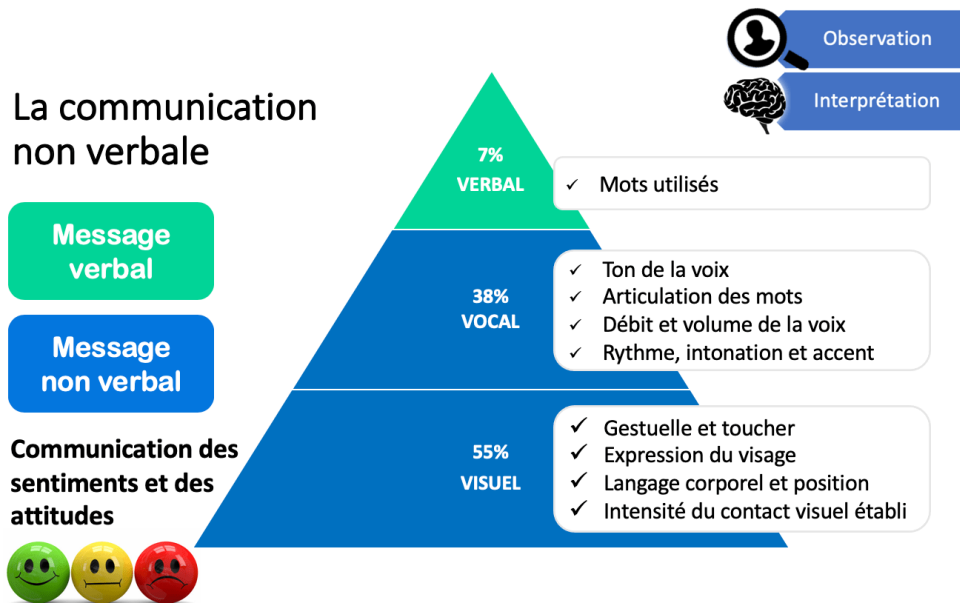 Observation
Interprétation
La communication
non verbale
Message
verbal
Message
non verbal
Communication des
sentiments et des
attitudes
7%
VERBAL
✓ Mots utilisés
38%
VOCAL
✓ Ton de la voix
✓ Articulation des mots
✓ Débit et volume de la voix
✓ Rythme, intonation et accent
55%
VISUEL
✓ Gestuelle et toucher
✓ Expression du visage
✓ Langage corporel et position
✓ Intensité du contact visuel établi